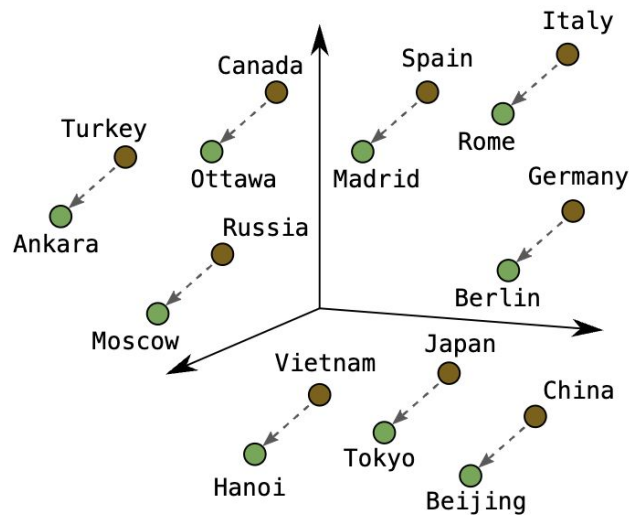 Italy
Spain
Canada
Turkey
Rome
Ottawa
Madrid
Germany
Russia
Ankara
Berlin
Moscow
Japan
Vietnam
China
Tokyo
Hanoi
Beijing